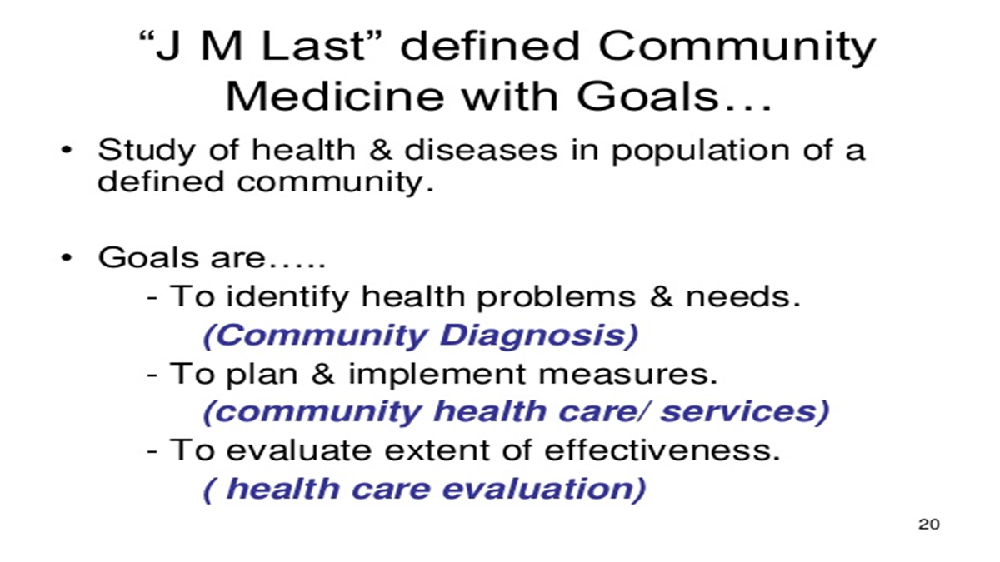 “J M Last” defined Community
Medicine with Goals…
• Study of health & diseases in population of a
defined community.
• Goals are…..
- To identify health problems & needs.
(Community Diagnosis)
- To plan & implement measures.
(community health care/ services)
- To evaluate extent of effectiveness.
( health care evaluation)
20